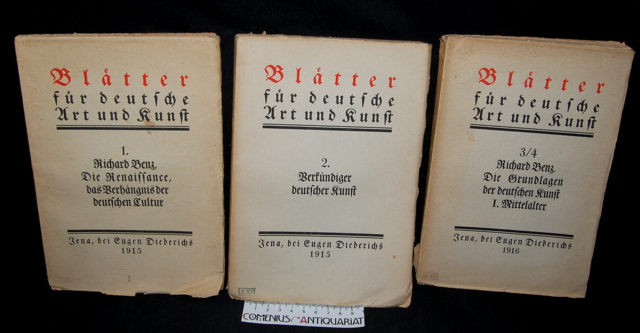 Blätter
für deutsche
Art und Kunst
1.
Richard Benz,
Die Renaissance,
das Verhängnis der
deutschen Cultur
Jena, bei Eugen Diederichs
1915
Blätter
für deutsche
Art und Kunst
2.
Verkündiger
deutscher Kunst
Jena, bei Eugen Diederichs
1915
Blätter
für deutsche
Art und Kunst
3/4
Richard Benz,
Die Grundlagen
der deutschen Kunst
I. Mittelalter
Jena, bei Eugen Diederichs
1916
COMENIUS-ANTIQUARIAT